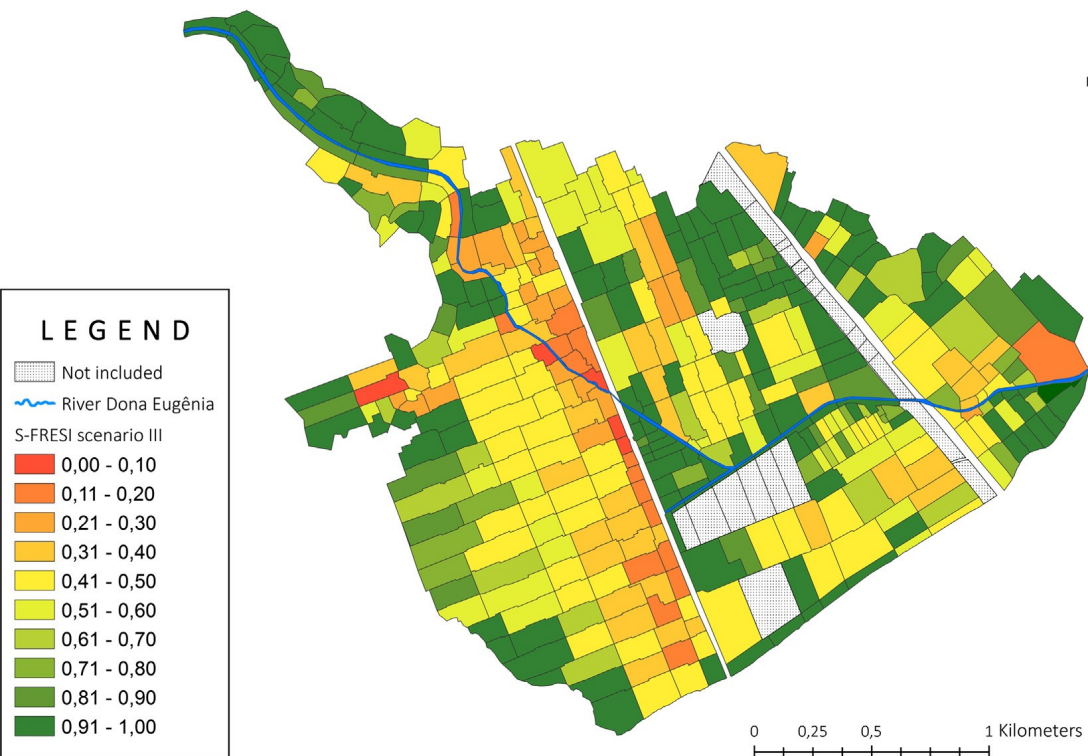 LEGEND
Not included
River Dona Eugênia
S-FRESI scenario III
0,00 - 0,10
0,11 - 0,20
0,21 - 0,30
0,31 - 0,40
0,41 - 0,50
0,51 - 0,60
0,61 - 0,70
0,71 - 0,80
0,81 - 0,90
0,91 - 1,00
0 0,25 0,5 1 Kilometers